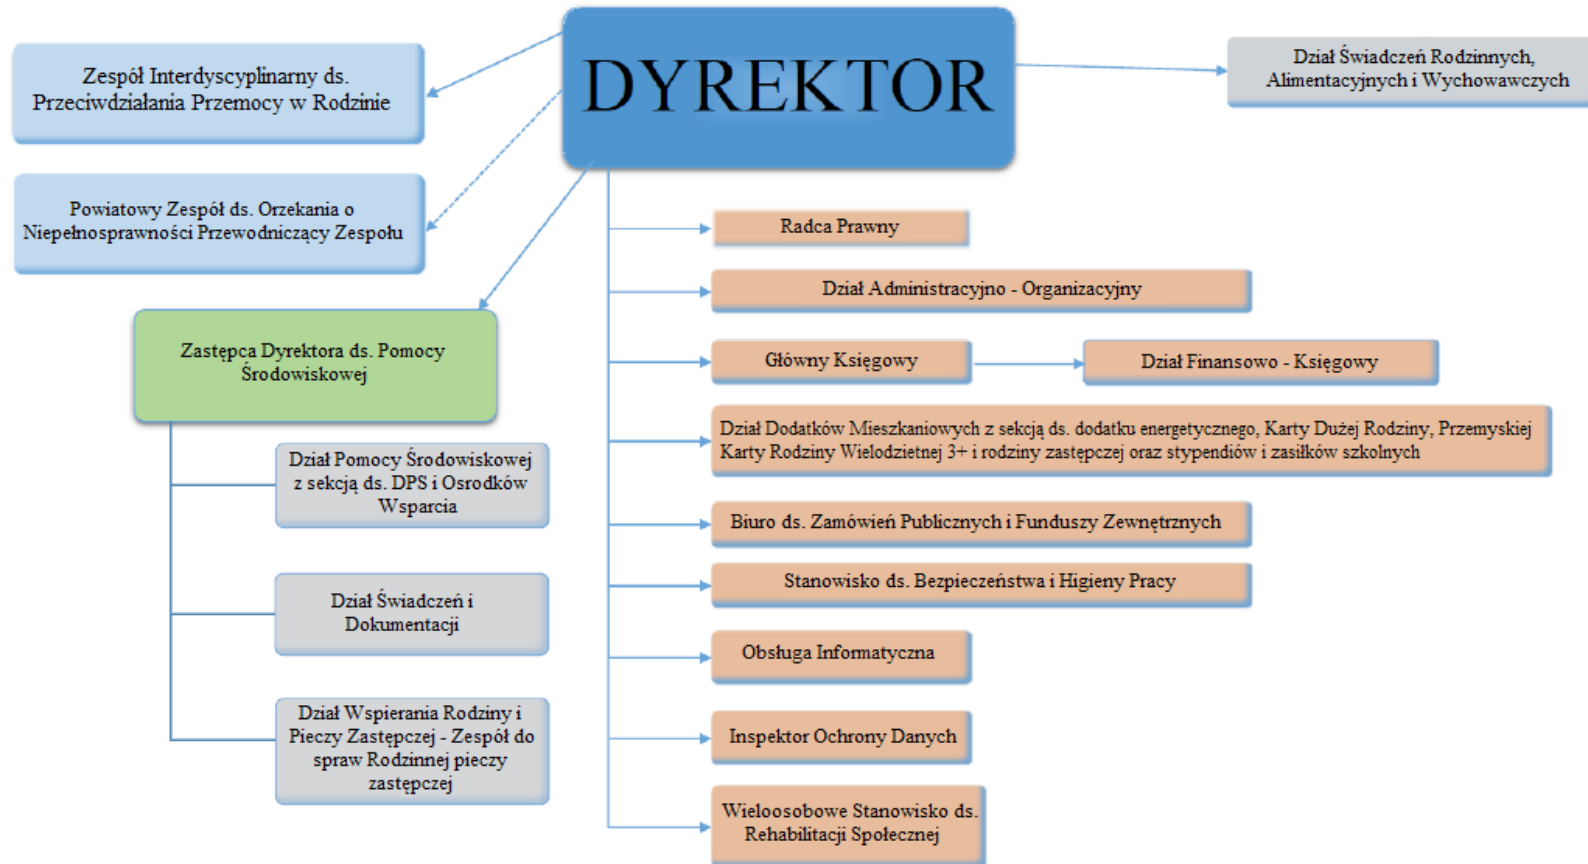 DYREKTOR
Zespół Interdyscyplinarny ds.
Przeciwdziałania Przemocy w Rodzinie
Dział Świadczeń Rodzinnych,
Alimentacyjnych i Wychowawczych
Powiatowy Zespół ds. Orzekania o
Niepełnosprawności Przewodniczący Zespołu
Zastępca Dyrektora ds. Pomocy
Środowiskowej
Dział Pomocy Środowiskowej
z sekcją ds. DPS i Osrodków
Wsparcia
Dział Świadczeń i
Dokumentacji
Dział Wspierania Rodziny i
Pieczy Zastępczej - Zespół do
spraw Rodzinnej pieczy
zastępczej
Radca Prawny
Dział Administracyjno - Organizacyjny
Główny Księgowy
Dział Finansowo - Księgowy
Dział Dodatków Mieszkaniowych z sekcją ds. dodatku energetycznego, Karty Dużej Rodziny, Przemyskiej
Karty Rodziny Wielodzietnej 3+ i rodziny zastępczej oraz stypendiów i zasiłków szkolnych
Biuro ds. Zamówień Publicznych i Funduszy Zewnętrznych
Stanowisko ds. Bezpieczeństwa i Higieny Pracy
Obsługa Informatyczna
Inspektor Ochrony Danych
Wieloosobowe Stanowisko ds.
Rehabilitacji Społecznej